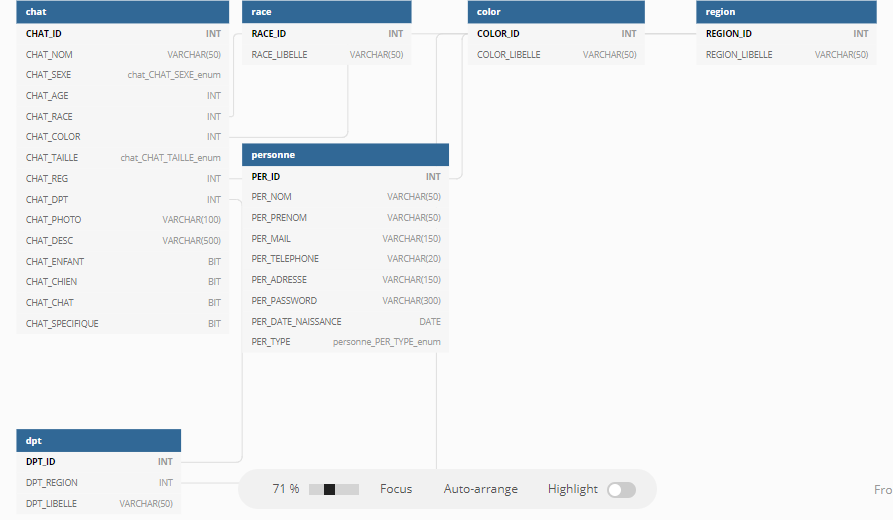 chat
CHAT_ID INT
CHAT_NOM VARCHAR(50)
CHAT_SEXE chat_CHAT_SEXE_enum
CHAT_AGE INT
CHAT_RACE INT
CHAT_COLOR INT
CHAT_TAILLE chat_CHAT_TAILLE_enum
CHAT_REG INT
CHAT_DPT INT
CHAT_PHOTO VARCHAR(100)
CHAT_DESC VARCHAR(500)
CHAT_ENFANT BIT
CHAT_CHIEN BIT
CHAT_CHAT BIT
CHAT_SPECIFIQUE BIT
race
RACE_ID INT
RACE_LIBELLE VARCHAR(50)
color
COLOR_ID INT
COLOR_LIBELLE VARCHAR(50)
region
REGION_ID INT
REGION_LIBELLE VARCHAR(50)
personne
PER_ID INT
PER_NOM VARCHAR(50)
PER_PRENOM VARCHAR(50)
PER_MAIL VARCHAR(150)
PER_TELEPHONE VARCHAR(20)
PER_ADRESSE VARCHAR(150)
PER_PASSWORD VARCHAR(300)
PER_DATE_NAISSANCE DATE
PER_TYPE personne_PER_TYPE_enum
dpt
DPT_ID INT
DPT_REGION INT
DPT_LIBELLE VARCHAR(50)
71 % Focus Auto-arrange Highlight
Fro